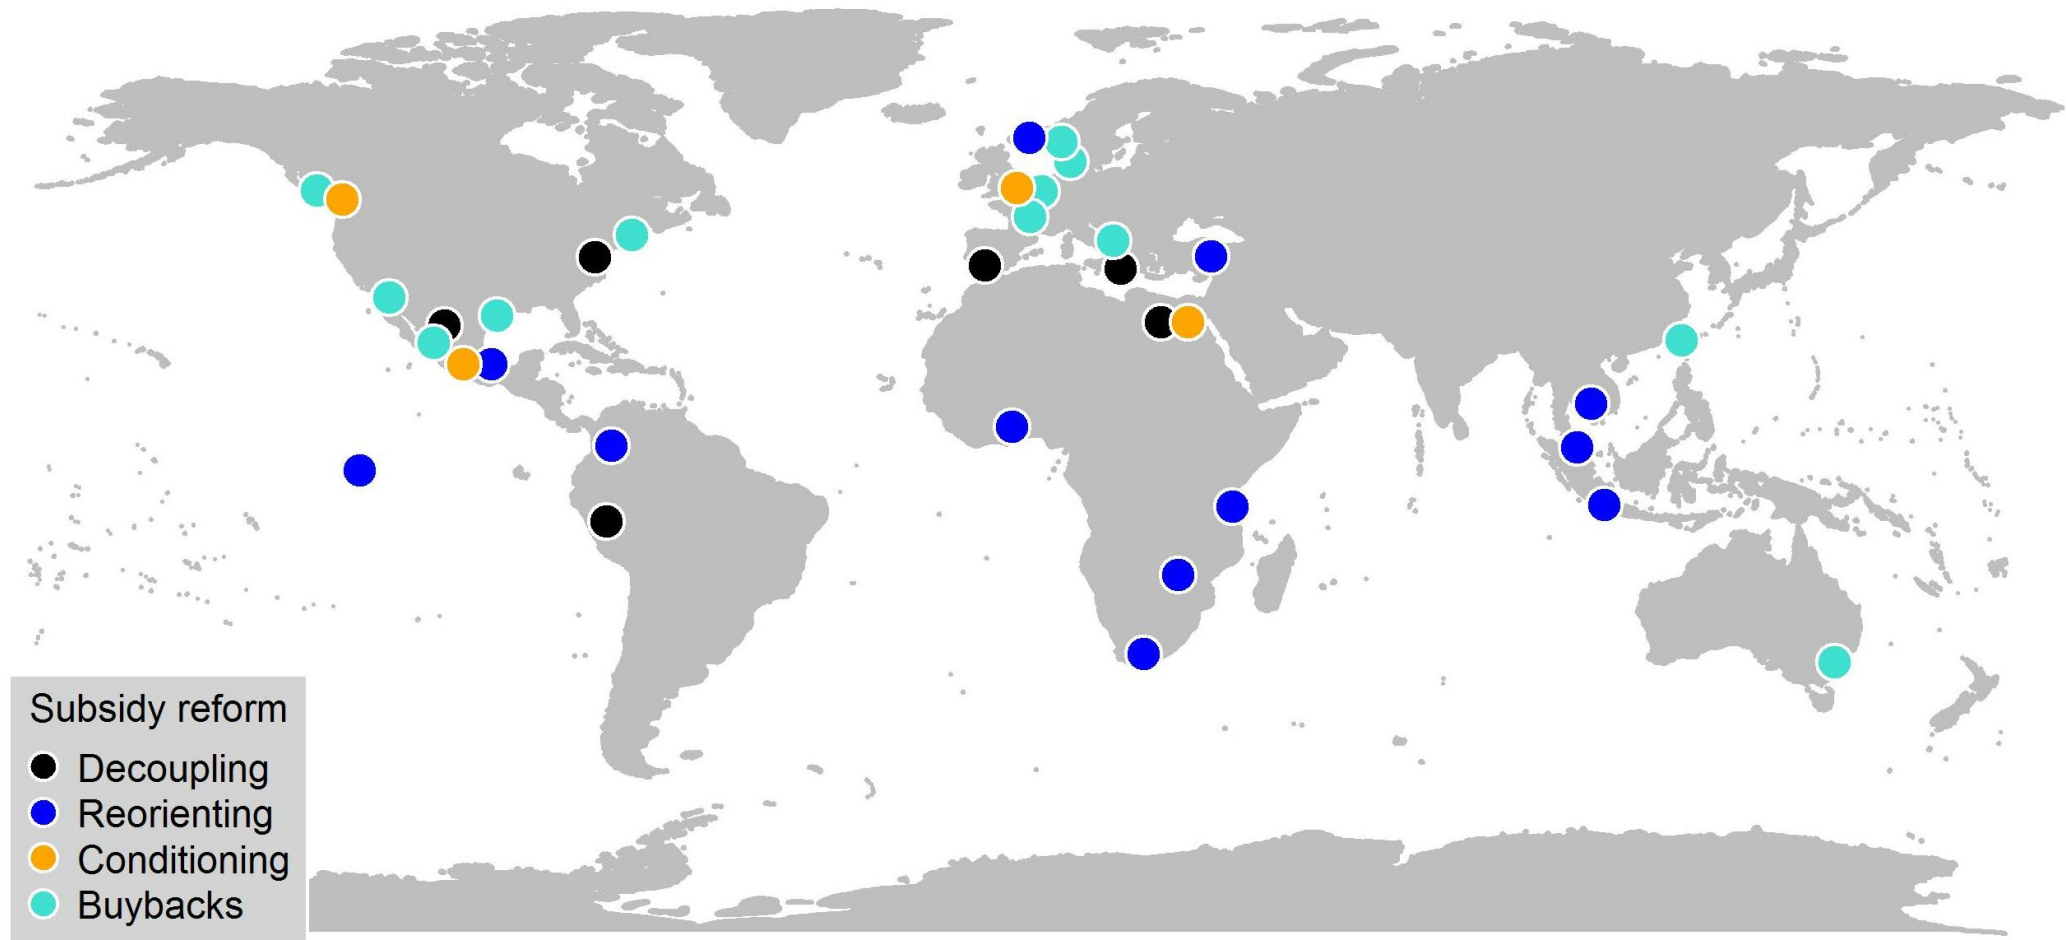 Subsidy reform
Decoupling
Reorienting
Conditioning
Buybacks